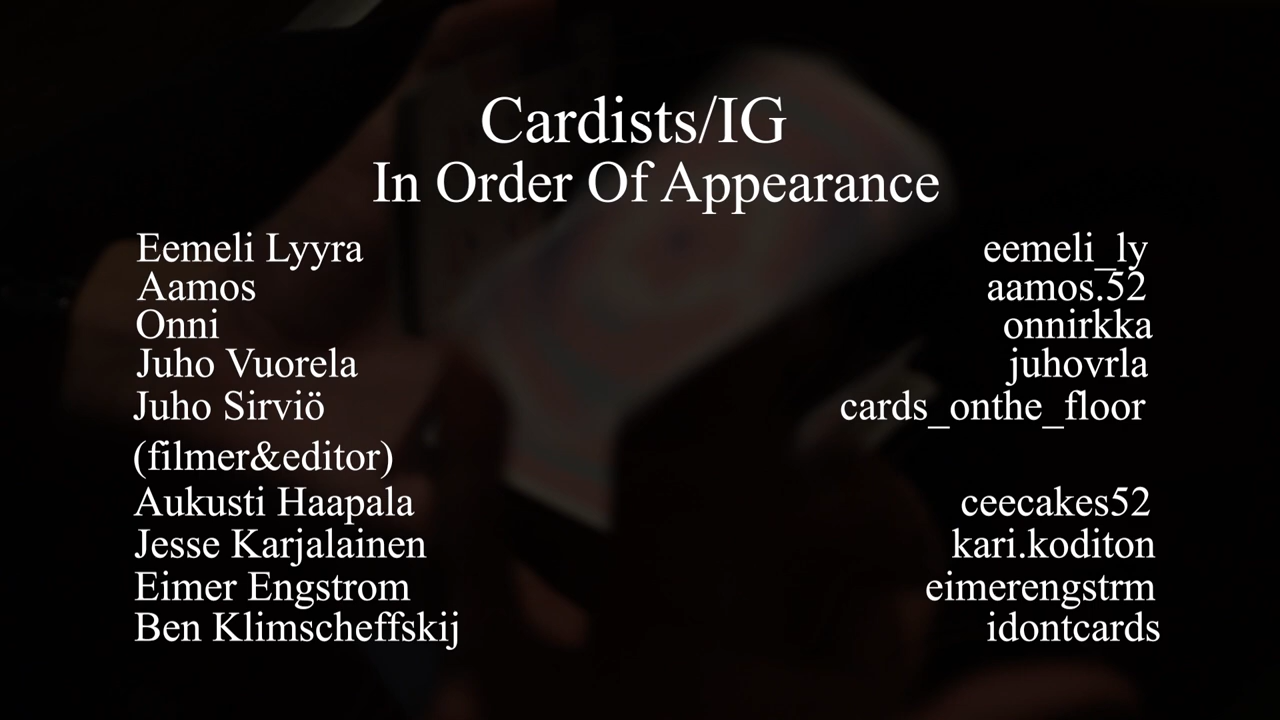 Cardists/IG
In Order Of Appearance
Eemeli Lyyra eemeli_ly
Aamos aamos.52
Onni onnirkka
Juho Vuorela juhovrla
Juho Sirviö cards_onthe_floor
(filmer&editor)
Aukusti Haapala ceecakes52
Jesse Karjalainen kari.koditon
Eimer Engstrom eimerengstrm
Ben Klimscheffskij idontcards